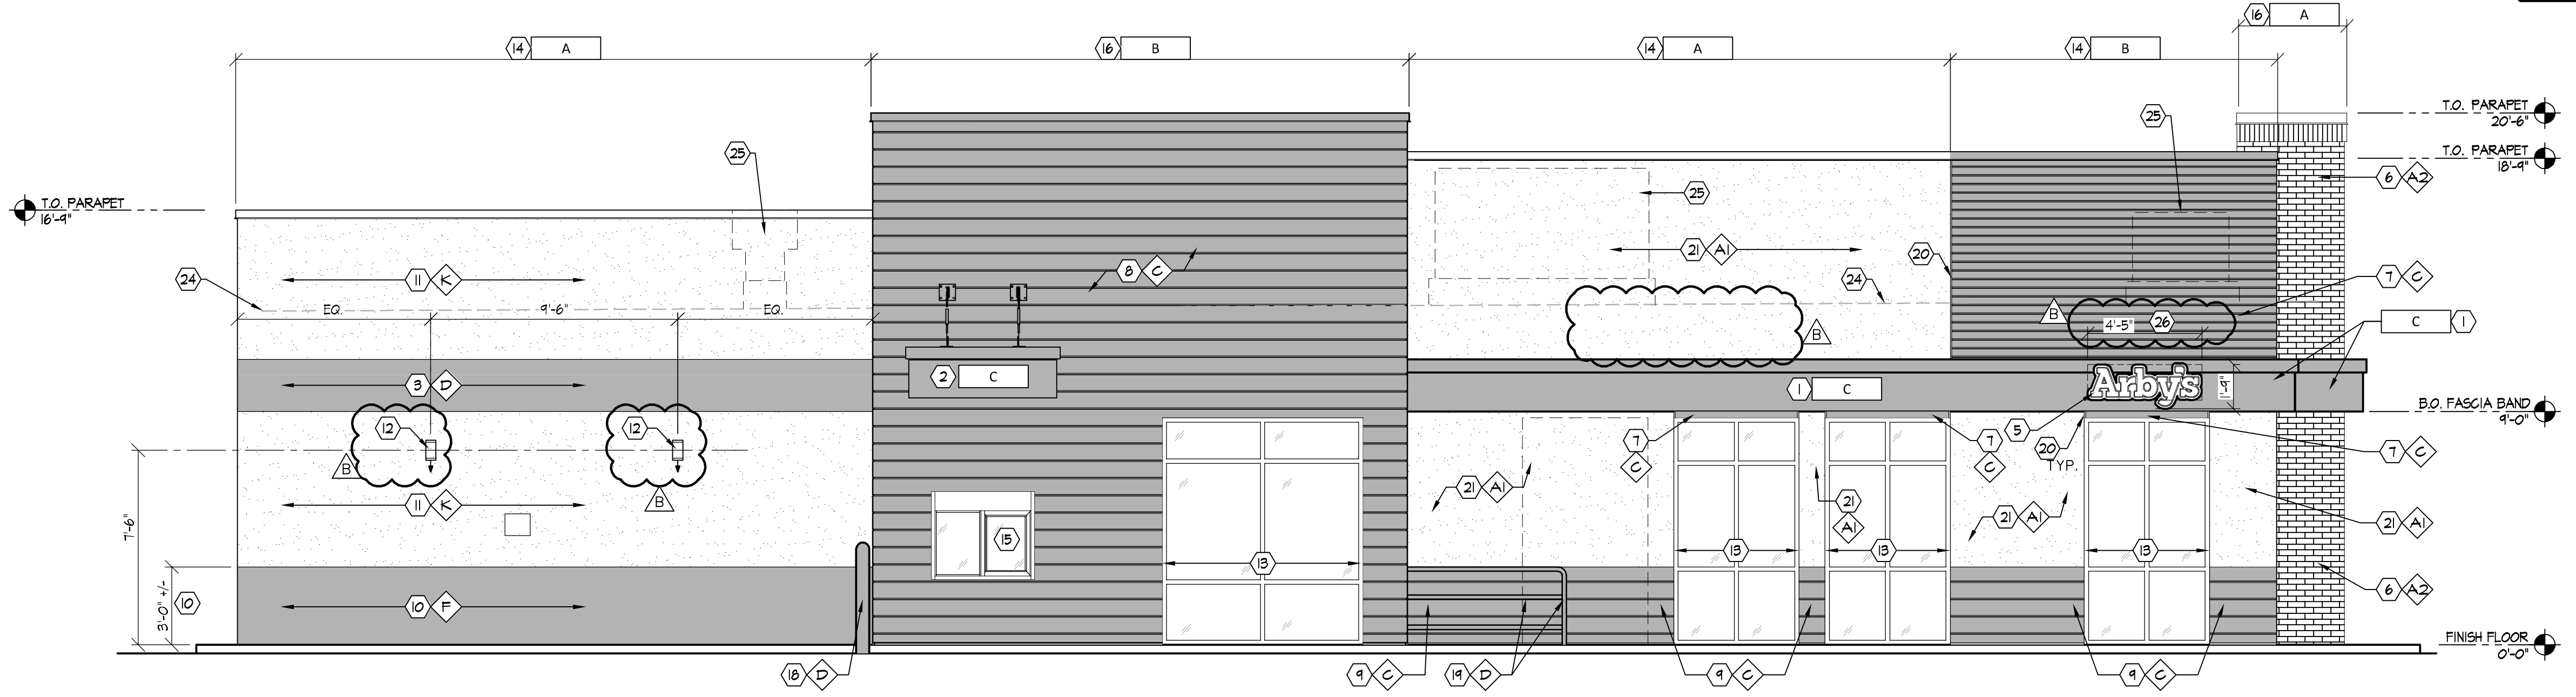 16 A
14 A
16 B
14 A
14 B
T.O. PARAPET
20'-6"
25
25
T.O. PARAPET
18'-9"
6 A2
25
T.O. PARAPET
16'-9"
21 A1
20
8 C
24
11 K
24
7 C
EQ.
9'-6"
EQ.
B
B
4'-5"
26
C 1
2 C
3 D
1 C
Arby's
1'-9"
B.O. FASCIA BAND
9'-0"
12
12
7
C
7
C
5
20
TYP.
7 C
B
B
11 K
21 A1
21
A1
21 A1
21 A1
7'-6"
15
13
13
13
13
6 A2
3'-0" +/-
10
10 F
FINISH FLOOR
0'-0"
18 D
9 C
19 D
9 C
9 C